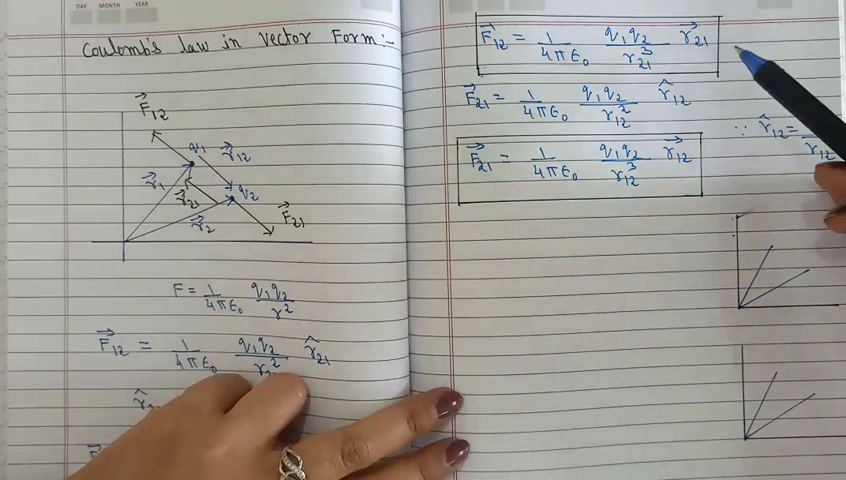 DAY MONTH YEAR
Coulomb's law in Vector Form:-
F⃗₁₂
q₁
r⃗₁₂
r⃗₁
r⃗₂
q₂
F⃗₂₁
F = 1/4πε₀ q₁q₂/r²
F⃗₁₂ = 1/4πε₀ q₁q₂/r₂₁² r̂₂₁
F⃗₁₂ = 1/4πε₀ q₁q₂/r₂₁³ r⃗₂₁
F⃗₂₁ = 1/4πε₀ q₁q₂/r₁₂² r̂₁₂
∵ r̂₁₂ = /r₁₂
F⃗₂₁ = 1/4πε₀ q₁q₂/r₁₂³ r⃗₁₂